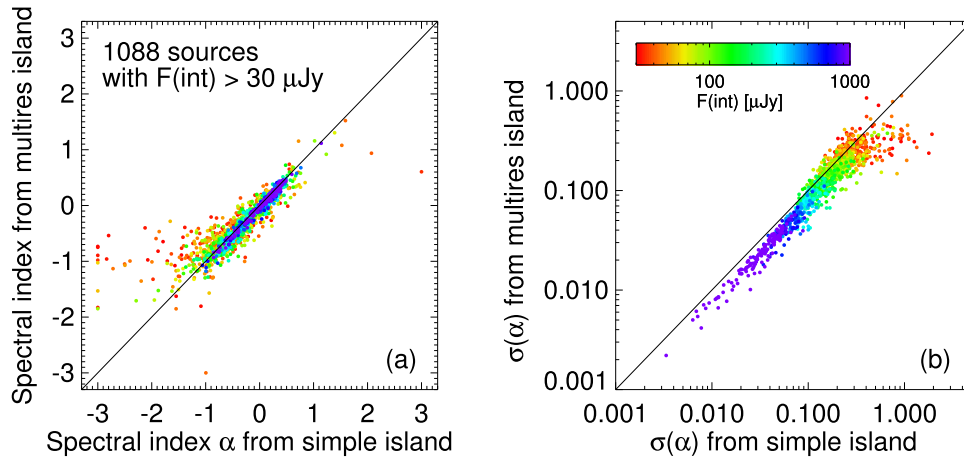 1088 sources
with F(int) > 30 μJy
(a)
Spectral index from multires island
3
2
1
0
-1
-2
-3
-3 -2 -1 0 1 2 3
Spectral index α from simple island
100 1000
F(int) [μJy]
(b)
σ(α) from multires island
1.000
0.100
0.010
0.001
0.001 0.010 0.100 1.000
σ(α) from simple island